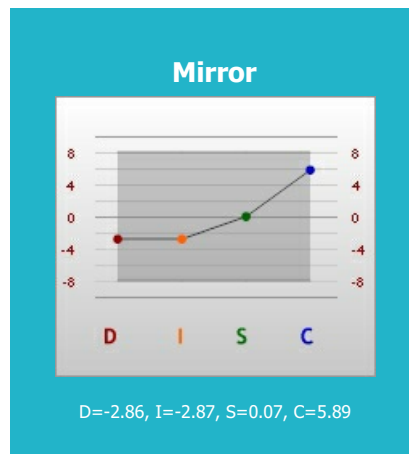 Mirror
8 8
4 4
0 0
-4 -4
-8 -8
D I S C
D=-2.86, I=-2.87, S=0.07, C=5.89